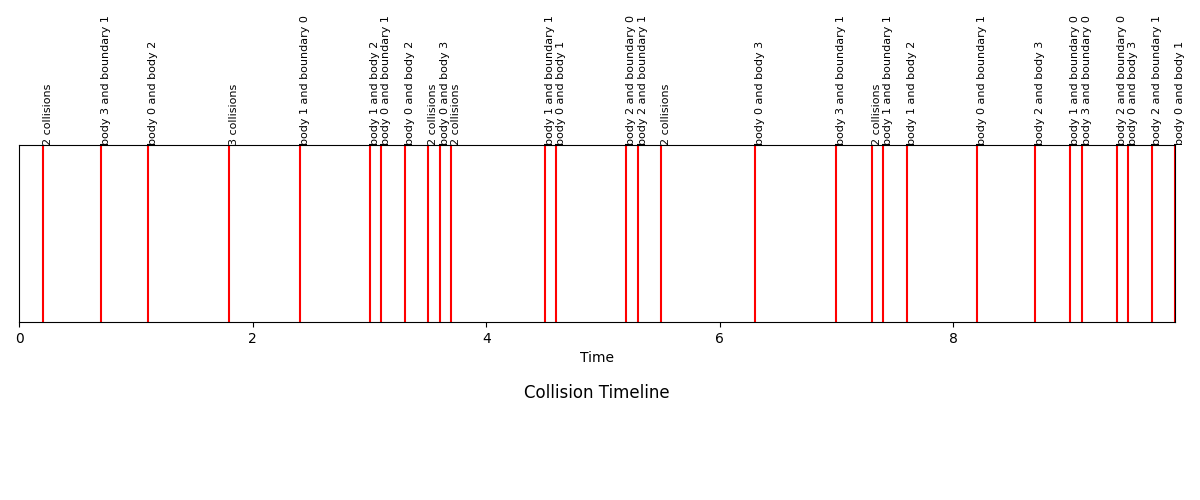 2 collisions
body 3 and boundary 1
body 0 and body 2
3 collisions
body 1 and boundary 0
body 1 and body 2
body 0 and boundary 1
body 0 and body 2
2 collisions
body 0 and body 3
2 collisions
body 1 and boundary 1
body 0 and body 1
body 2 and boundary 0
body 2 and boundary 1
2 collisions
body 0 and body 3
body 3 and boundary 1
2 collisions
body 1 and boundary 1
body 1 and body 2
body 0 and boundary 1
body 2 and body 3
body 1 and boundary 0
body 3 and boundary 0
body 2 and boundary 0
body 0 and body 3
body 2 and boundary 1
body 0 and body 1
0 2 4 6 8
Time
Collision Timeline